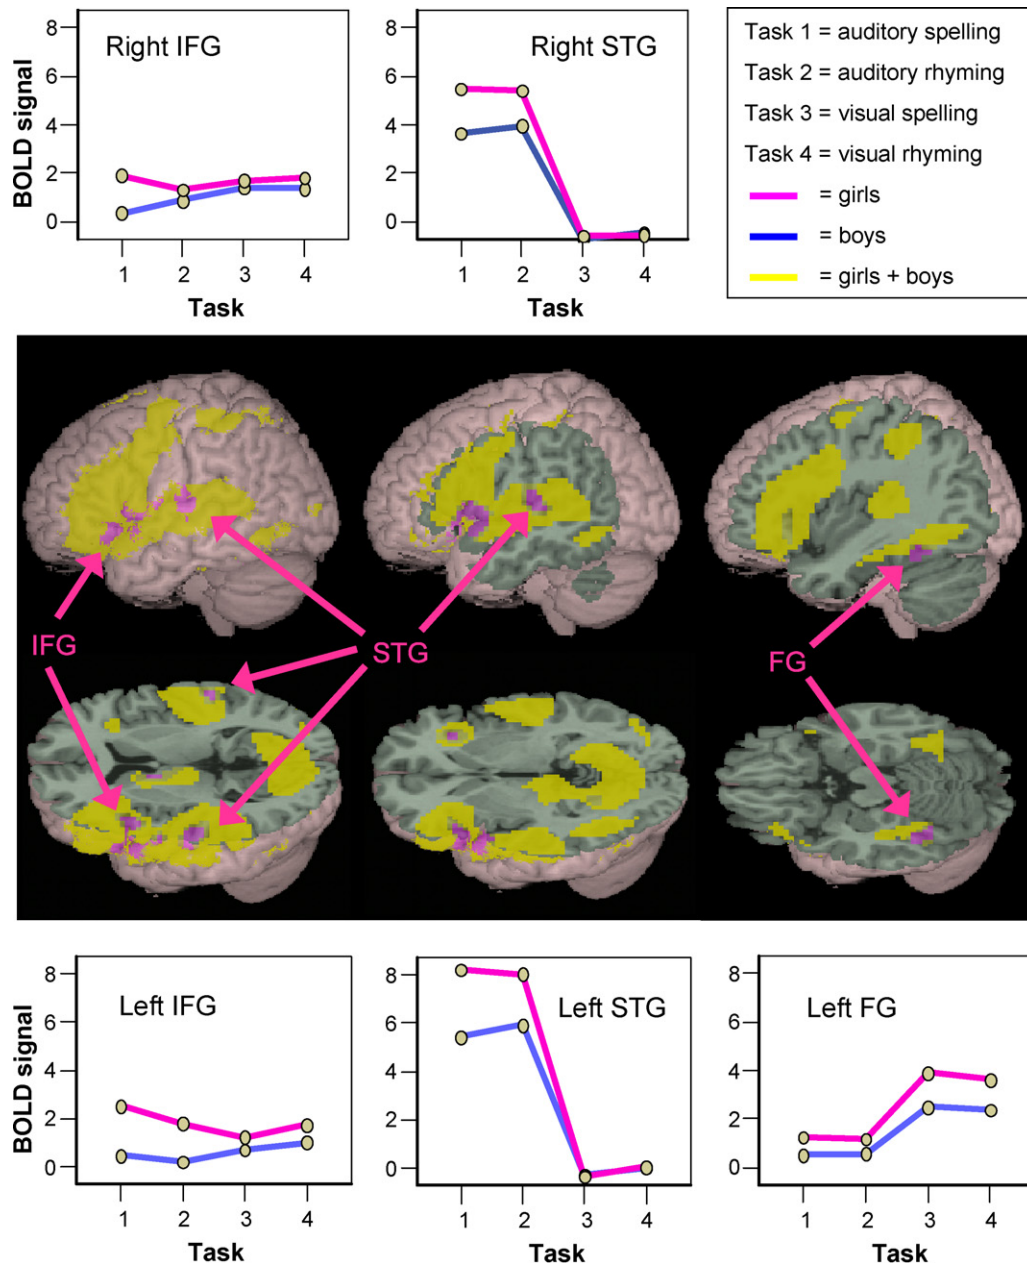 Right IFG
BOLD signal
8
6
4
2
0
1 2 3 4
Task
Right STG
8
6
4
2
0
1 2 3 4
Task
Task 1 = auditory spelling
Task 2 = auditory rhyming
Task 3 = visual spelling
Task 4 = visual rhyming
= girls
= boys
= girls + boys
IFG
STG
FG
Left IFG
BOLD signal
8
6
4
2
0
1 2 3 4
Task
Left STG
8
6
4
2
0
1 2 3 4
Task
Left FG
8
6
4
2
0
1 2 3 4
Task